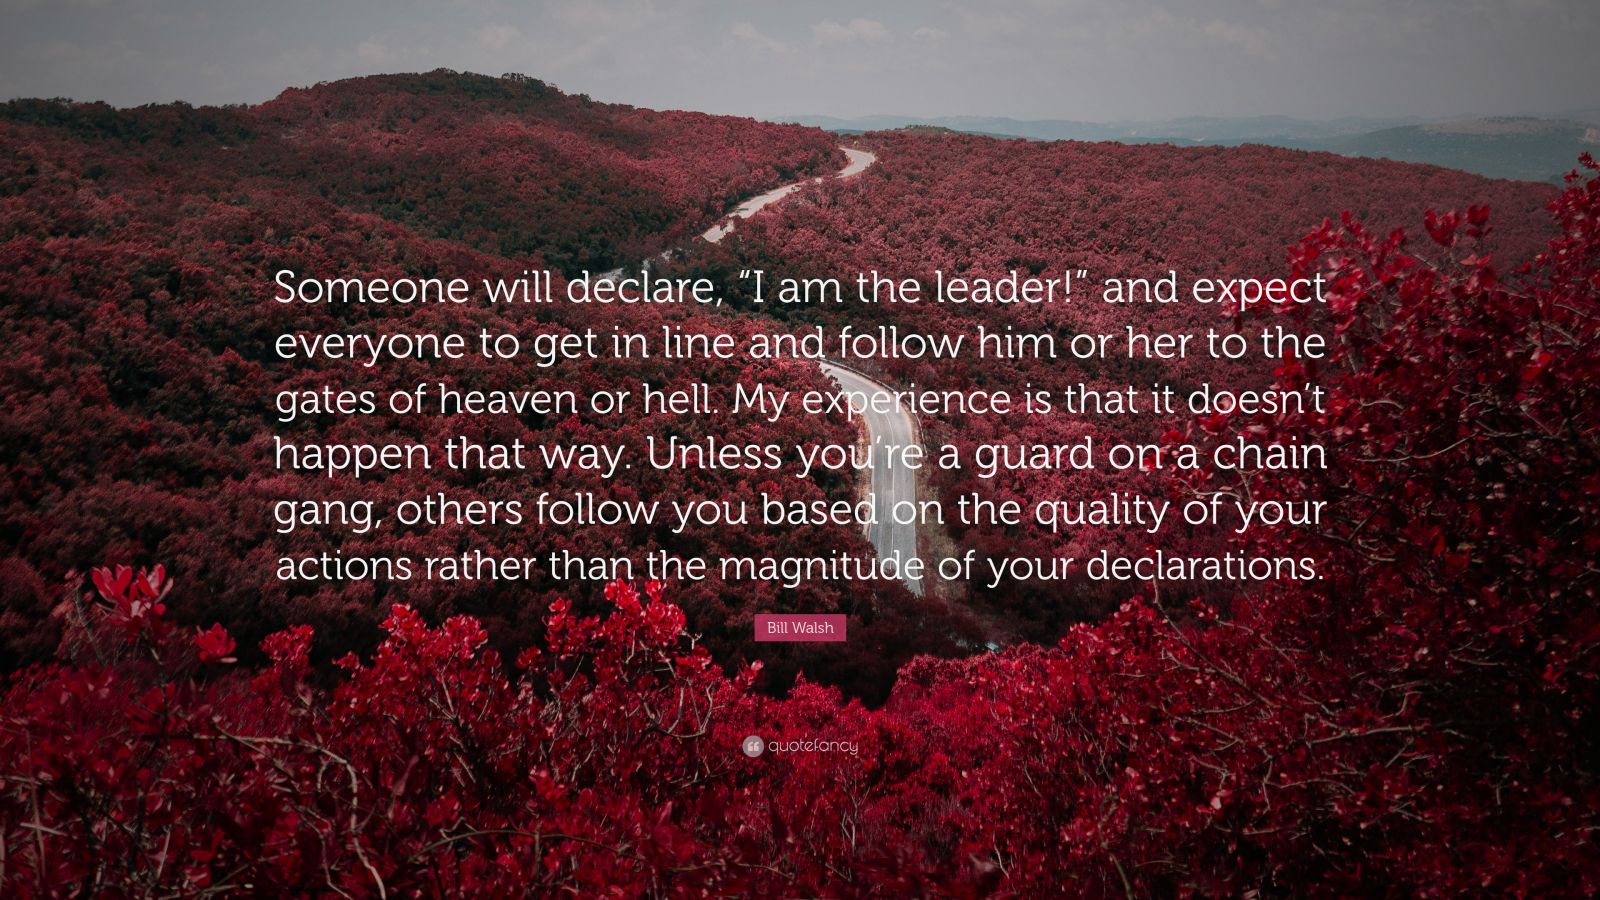 Someone will declare, “I am the leader!” and expect
everyone to get in line and follow him or her to the
gates of heaven or hell. My experience is that it doesn’t
happen that way. Unless you’re a guard on a chain
gang, others follow you based on the quality of your
actions rather than the magnitude of your declarations.
Bill Walsh
quotefancy